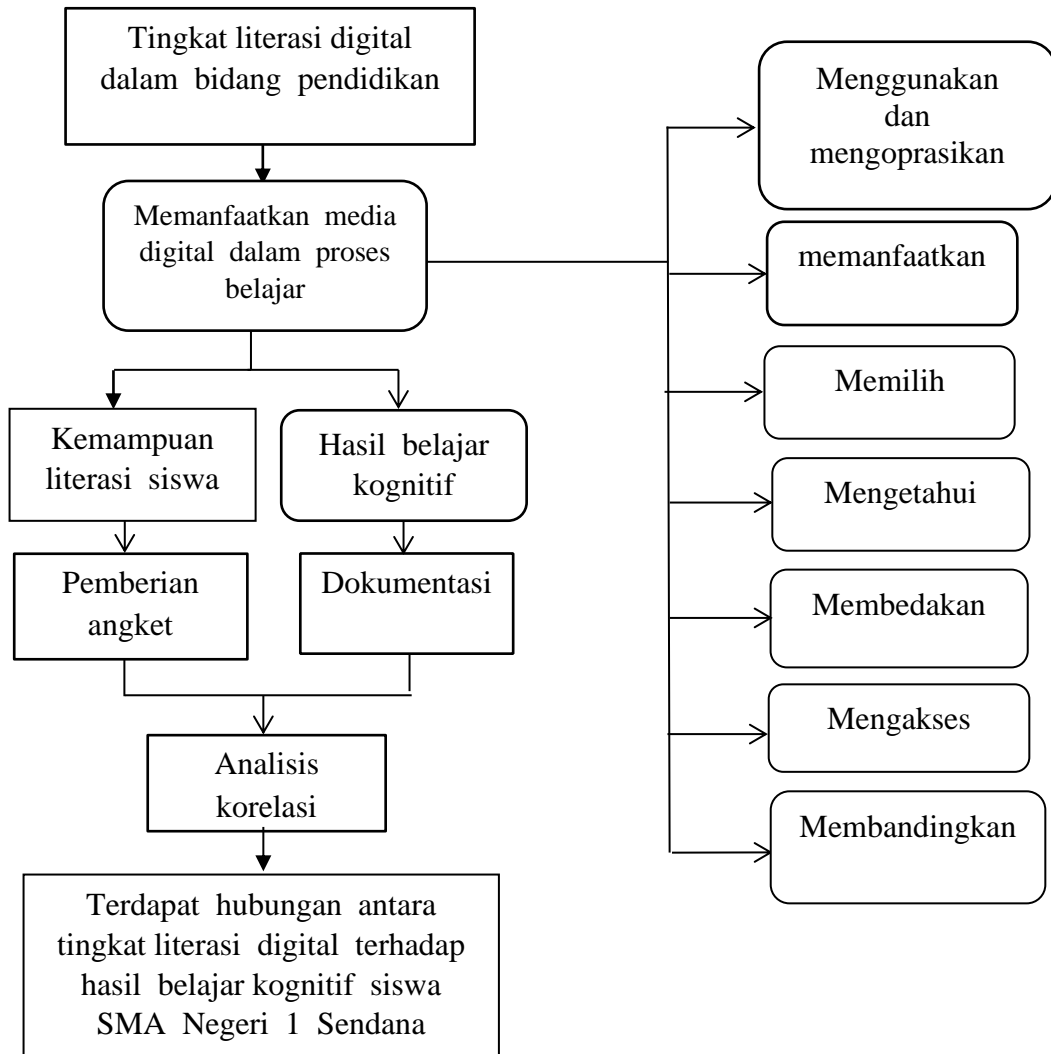 Tingkat literasi digital
dalam bidang pendidikan
Memanfaatkan media
digital dalam proses
belajar
Kemampuan
literasi siswa
Hasil belajar
kognitif
Pemberian
angket
Dokumentasi
Analisis
korelasi
Terdapat hubungan antara
tingkat literasi digital terhadap
hasil belajar kognitif siswa
SMA Negeri 1 Sendana
Menggunakan
dan
mengoprasikan
memanfaatkan
Memilih
Mengetahui
Membedakan
Mengakses
Membandingkan